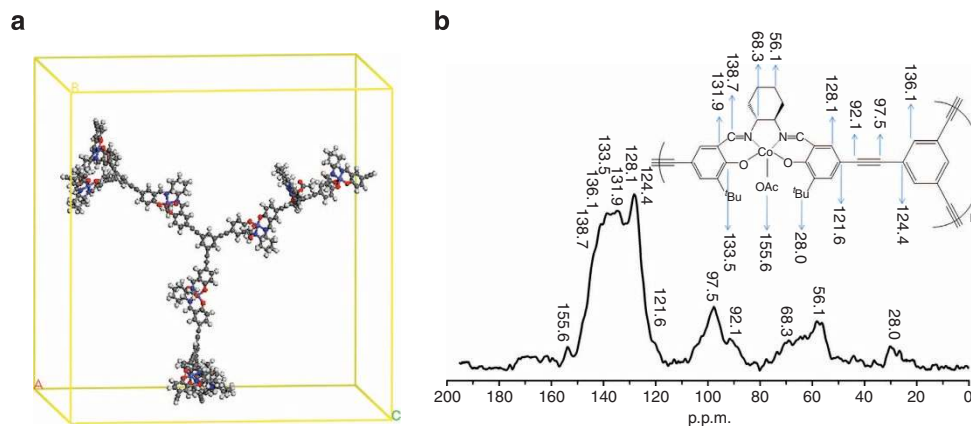 a
B
A
C
b
138.7
131.9
68.3
56.1
128.1
92.1
97.5
136.1
C=N
N=C
Co
O
O
OAc
tBu
tBu
133.5
155.6
28.0
121.6
124.4
155.6
138.7
136.1
133.5
131.9
128.1
124.4
121.6
97.5
92.1
68.3
56.1
28.0
200 180 160 140 120 100 80 60 40 20 0
p.p.m.